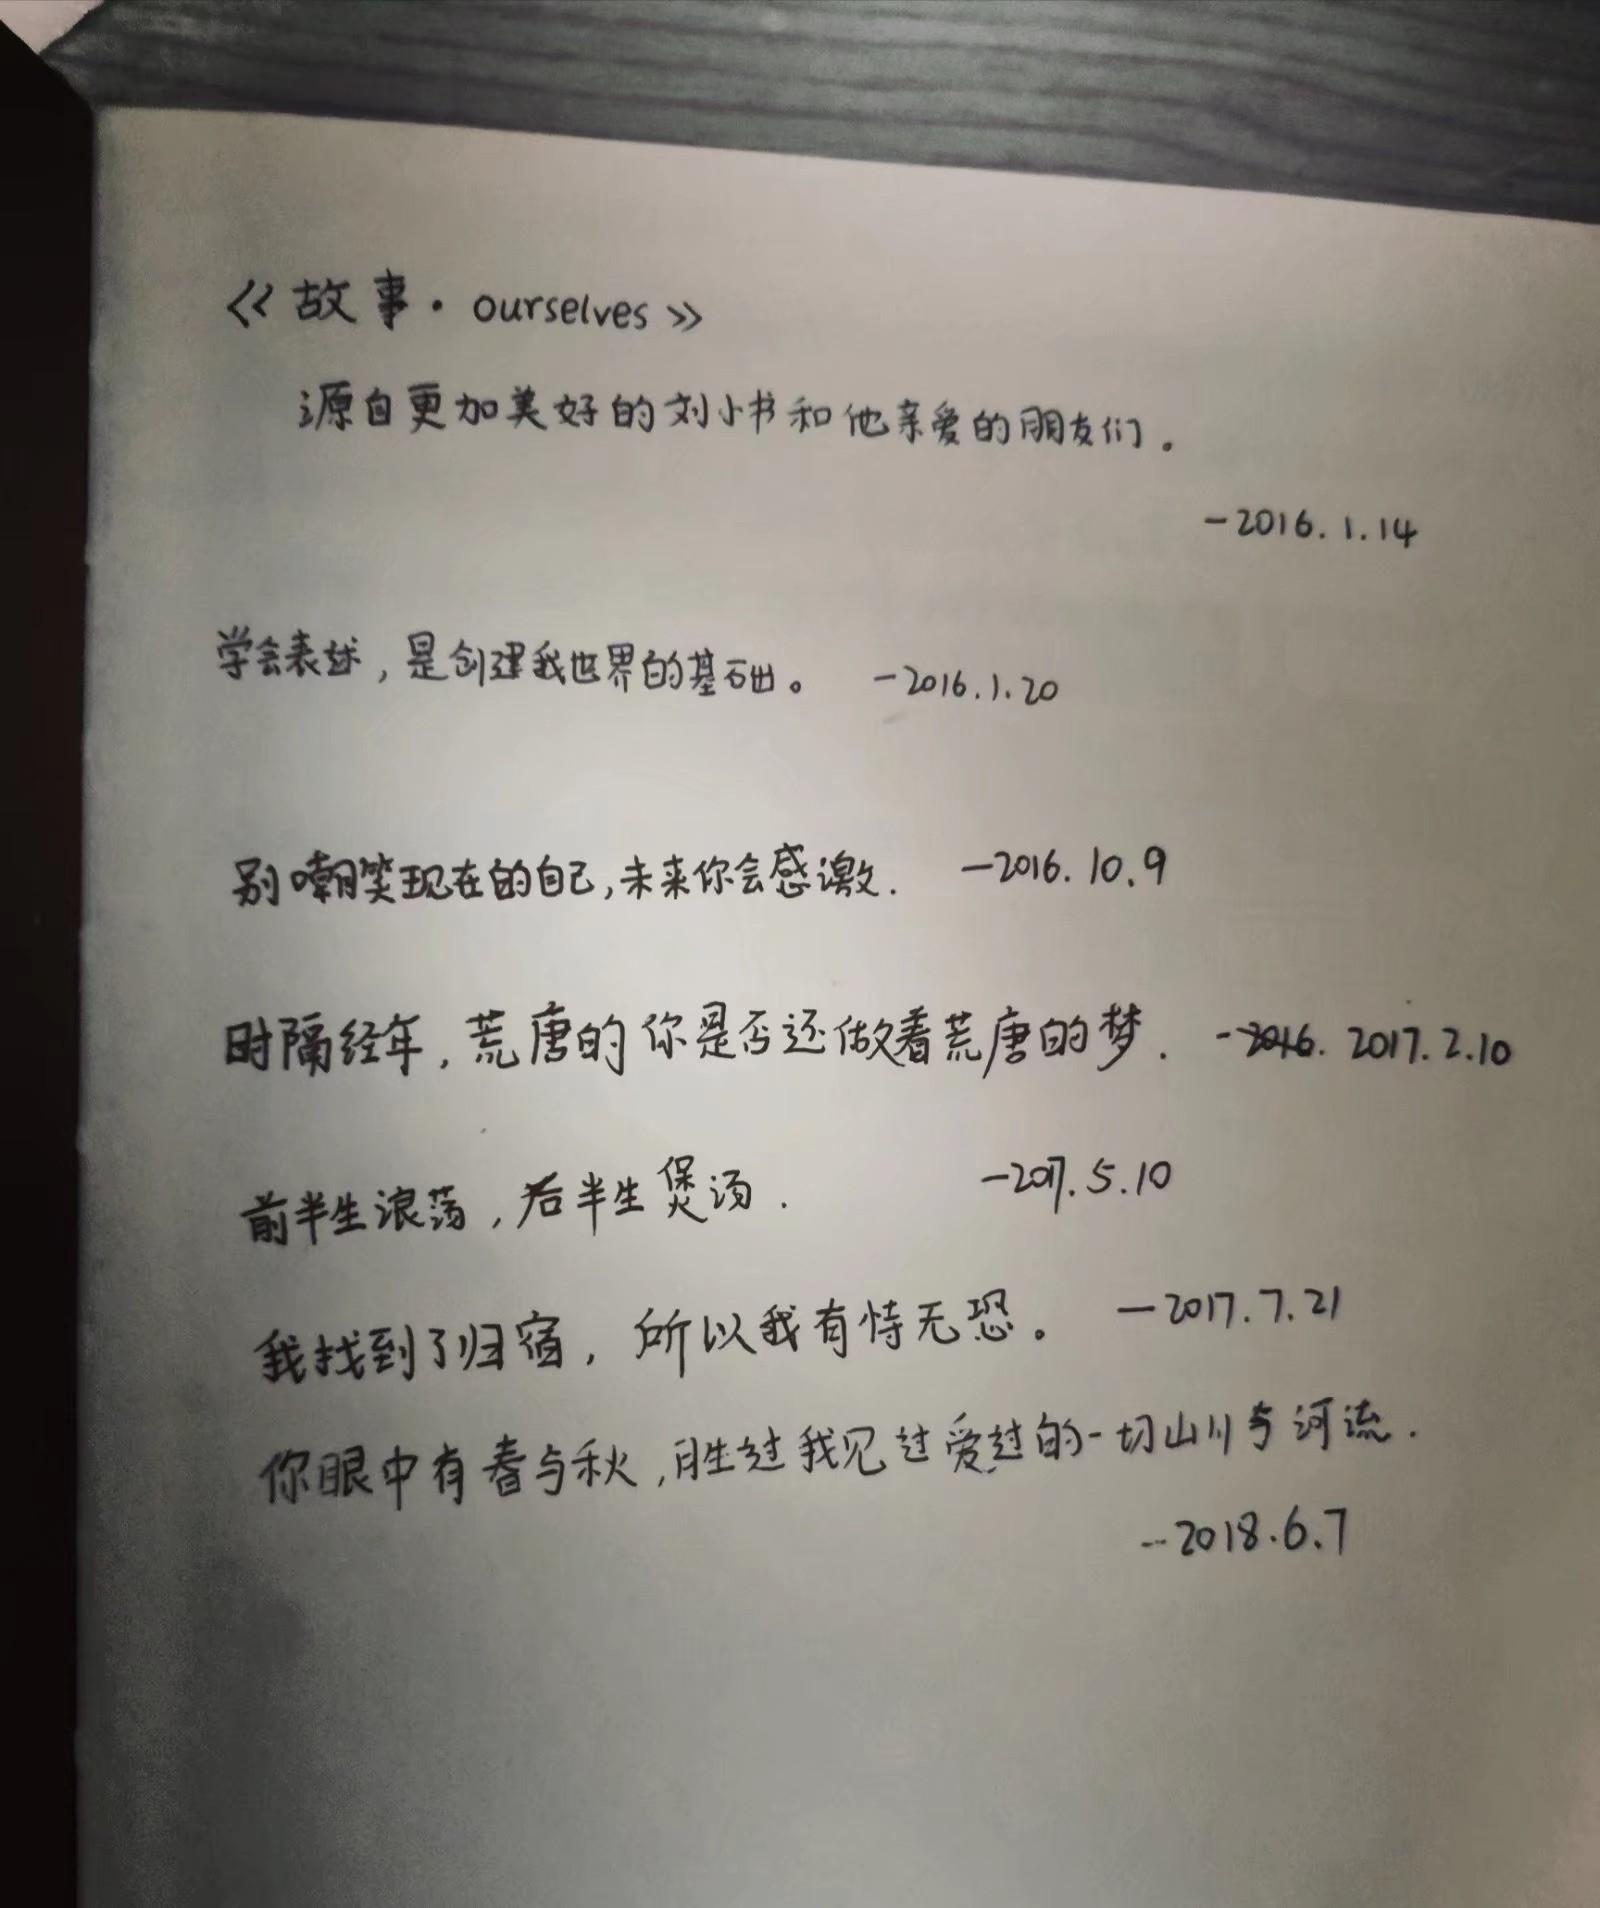 《故事·ourselves》
源自更加美好的刘小书和他亲爱的朋友们。
-2016.1.14
学会表述,是创建我世界的基础。 -2016.1.20
别嘲笑现在的自己,未来你会感激. -2016.10.9
时隔经年,荒唐的你是否还做着荒唐的梦. -2016. 2017.2.10
前半生浪荡,后半生煲汤. -2017.5.10
我找到了归宿,所以我有恃无恐。 -2017.7.21
你眼中有春与秋,胜过我见过爱过的一切山川与河流.
--2018.6.7